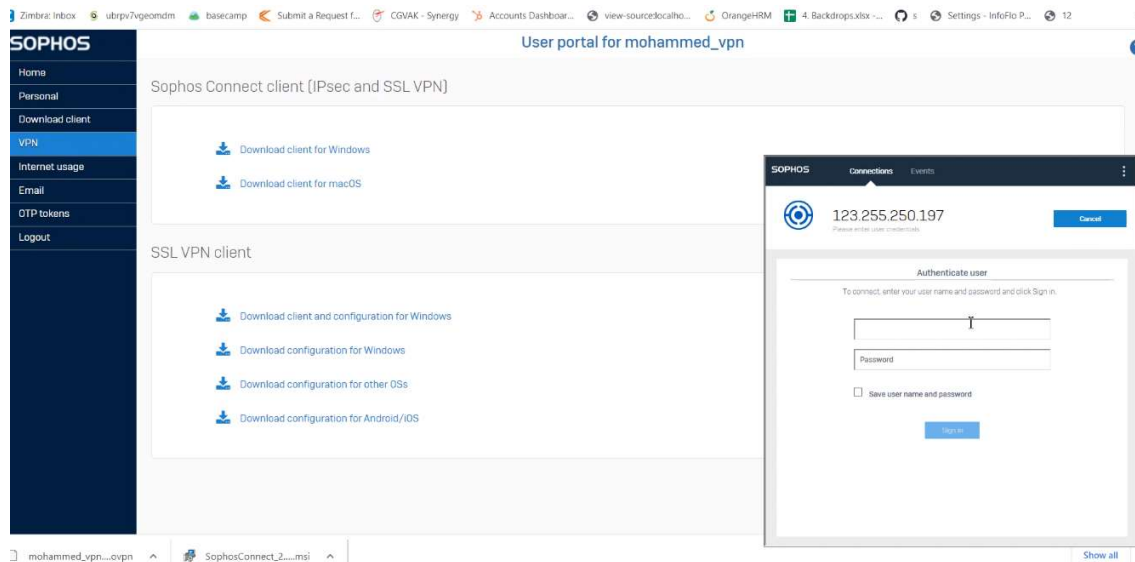 Zimbra: Inbox ubrpv7vgeomdm basecamp Submit a Request f... CGVAK - Synergy Accounts Dashboar... view-source:localho... OrangeHRM 4. Backdrops.xlsx -... s Settings - InfoFlo P... 12
SOPHOS
User portal for mohammed_vpn
Home
Personal
Download client
VPN
Internet usage
Email
OTP tokens
Logout
Sophos Connect client (IPsec and SSL VPN)
Download client for Windows
Download client for macOS
SSL VPN client
Download client and configuration for Windows
Download configuration for Windows
Download configuration for other OSs
Download configuration for Android/iOS
SOPHOS Connections Events
123.255.250.197
Cancel
Please enter user credentials.
Authenticate user
To connect, enter your user name and password and click Sign in.
Password
Save user name and password
Sign in
mohammed_vpn....ovpn SophosConnect_2.....msi Show all